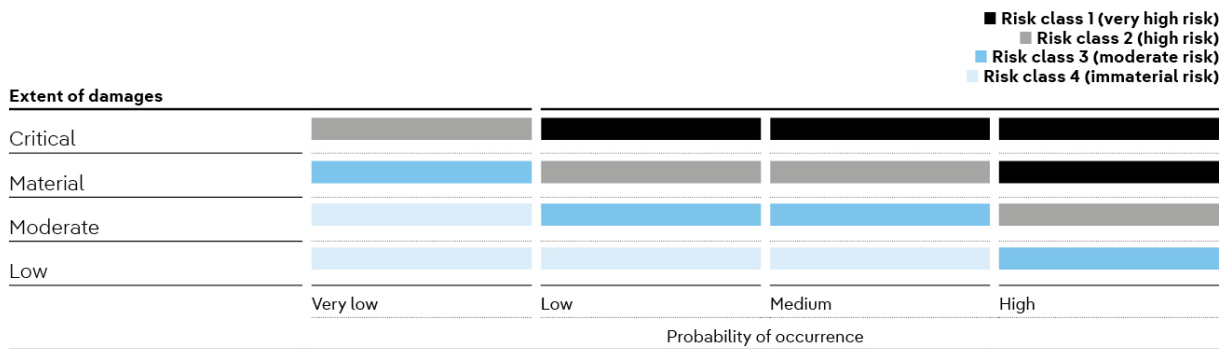 Risk class 1 (very high risk)
Risk class 2 (high risk)
Risk class 3 (moderate risk)
Risk class 4 (immaterial risk)
Extent of damages
Critical
Material
Moderate
Low
Very low Low Medium High
Probability of occurrence